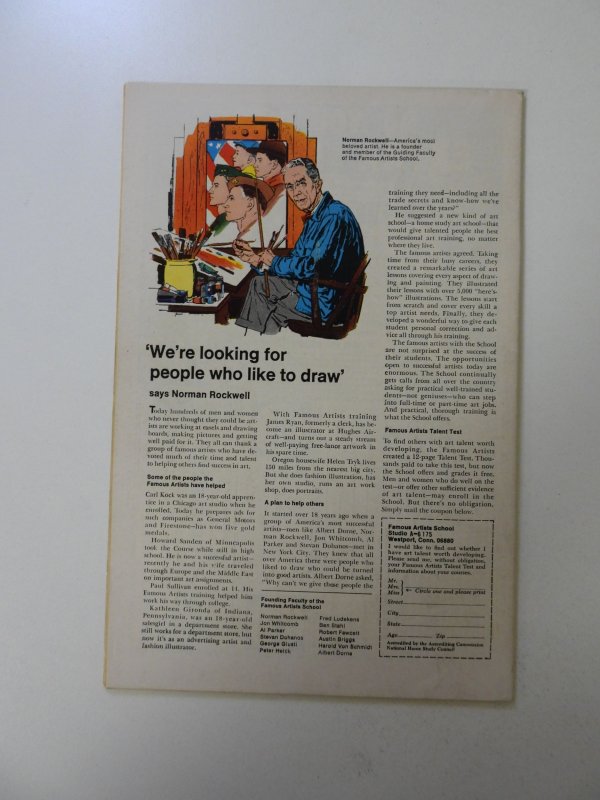 Norman Rockwell—America's most
beloved artist. He is a founder
and member of the Guiding Faculty
of the Famous Artists School.
'We're looking for
people who like to draw'
says Norman Rockwell
Today hundreds of men and women
who never thought they could be art-
ists are working at easels and drawing
boards, making pictures and getting
well paid for it. They all can thank a
group of famous artists who have de-
voted much of their time and talent
to helping others find success in art.
Some of the people the
Famous Artists have helped
Carl Kock was an 18-year-old appren-
tice in a Chicago art studio when he
enrolled. Today he prepares ads for
such companies as General Motors
and Firestone—has won five gold
medals.
Howard Sanden of Minneapolis
took the Course while still in high
school. He is now a successful artist—
recently he and his wife traveled
through Europe and the Middle East
on important art assignments.
Paul Sullivan enrolled at 14. His
Famous Artists training helped him
work his way through college.
Kathleen Gironda of Indiana,
Pennsylvania, was an 18-year-old
salesgirl in a department store. She
still works for a department store, but
now it's as an advertising artist and
fashion illustrator.
With Famous Artists training
James Ryan, formerly a clerk, has be-
come an illustrator at Hughes Air-
craft—and turns out a steady stream
of well-paying free-lance artwork in
his spare time.
Oregon housewife Helen Tryk lives
150 miles from the nearest big city.
But she does fashion illustration, has
her own studio, runs an art work
shop, does portraits.
A plan to help others
It started over 18 years ago when a
group of America's most successful
artists—men like Albert Dorne, Nor-
man Rockwell, Jon Whitcomb, Al
Parker and Stevan Dohanos—met in
New York City. They knew that all
over America there were people who
liked to draw who could be turned
into good artists. Albert Dorne asked,
"Why can't we give these people the
Founding Faculty of the
Famous Artists School
Norman Rockwell
Jon Whitcomb
Al Parker
Stevan Dohanos
George Giusti
Peter Helck
Fred Ludekens
Ben Stahl
Robert Fawcett
Austin Briggs
Harold Von Schmidt
Albert Dorne
training they need—including all the
trade secrets and know-how we've
learned over the years?"
He suggested a new kind of art
school—a home study art school—that
would give talented people the best
professional art training, no matter
where they live.
The famous artists agreed. Taking
time from their busy careers, they
created a remarkable series of art
lessons covering every aspect of draw-
ing and painting. They illustrated
their lessons with over 5,000 "here's-
how" illustrations. The lessons start
from scratch and cover every skill a
top artist needs. Finally, they de-
veloped a wonderful way to give each
student personal correction and ad-
vice all through his training.
The famous artists with the School
are not surprised at the success of
their students. The opportunities
open to successful artists today are
enormous. The School continually
gets calls from all over the country
asking for practical well-trained stu-
dents—not geniuses—who can step
into full-time or part-time art jobs.
And practical, thorough training is
what the School offers.
Famous Artists Talent Test
To find others with art talent worth
developing, the Famous Artists
created a 12-page Talent Test. Thou-
sands paid to take this test, but now
the School offers and grades it free.
Men and women who do well on the
test—or offer other sufficient evidence
of art talent—may enroll in the
School. But there's no obligation.
Simply mail the coupon below.
Famous Artists School
Studio A-6175
Westport, Conn. 06880
I would like to find out whether I
have art talent worth developing.
Please send me, without obligation,
your Famous Artists Talent Test and
information about your courses.
Mr.
Mrs.
Miss
Circle one and please print
Street
City
State
Age Zip
Accredited by the Accrediting Commission
National Home Study Council